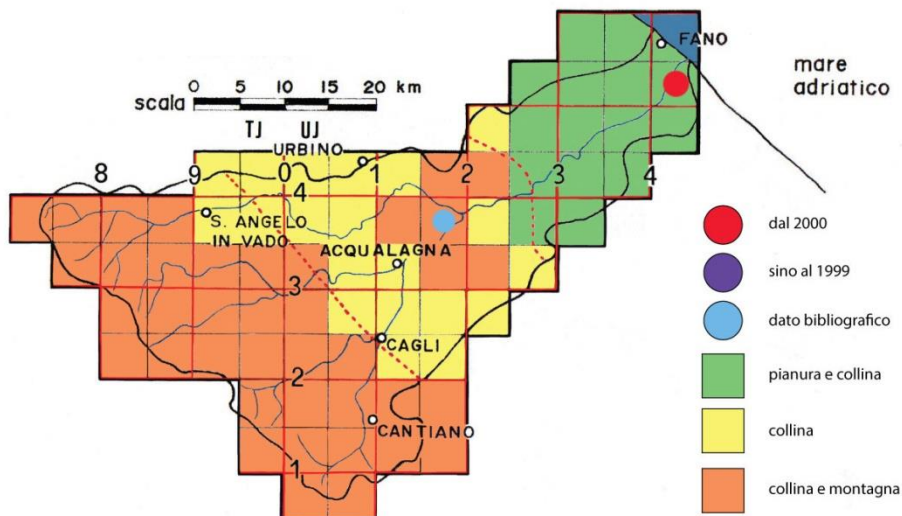 FANO
mare
adriatico
scala 0 5 10 15 20 km
TJ UJ
URBINO
8 9 0 1 2 3 4
4
S. ANGELO
IN VADO
ACQUALAGNA
3
CAGLI
2
CANTIANO
1
dal 2000
sino al 1999
dato bibliografico
pianura e collina
collina
collina e montagna